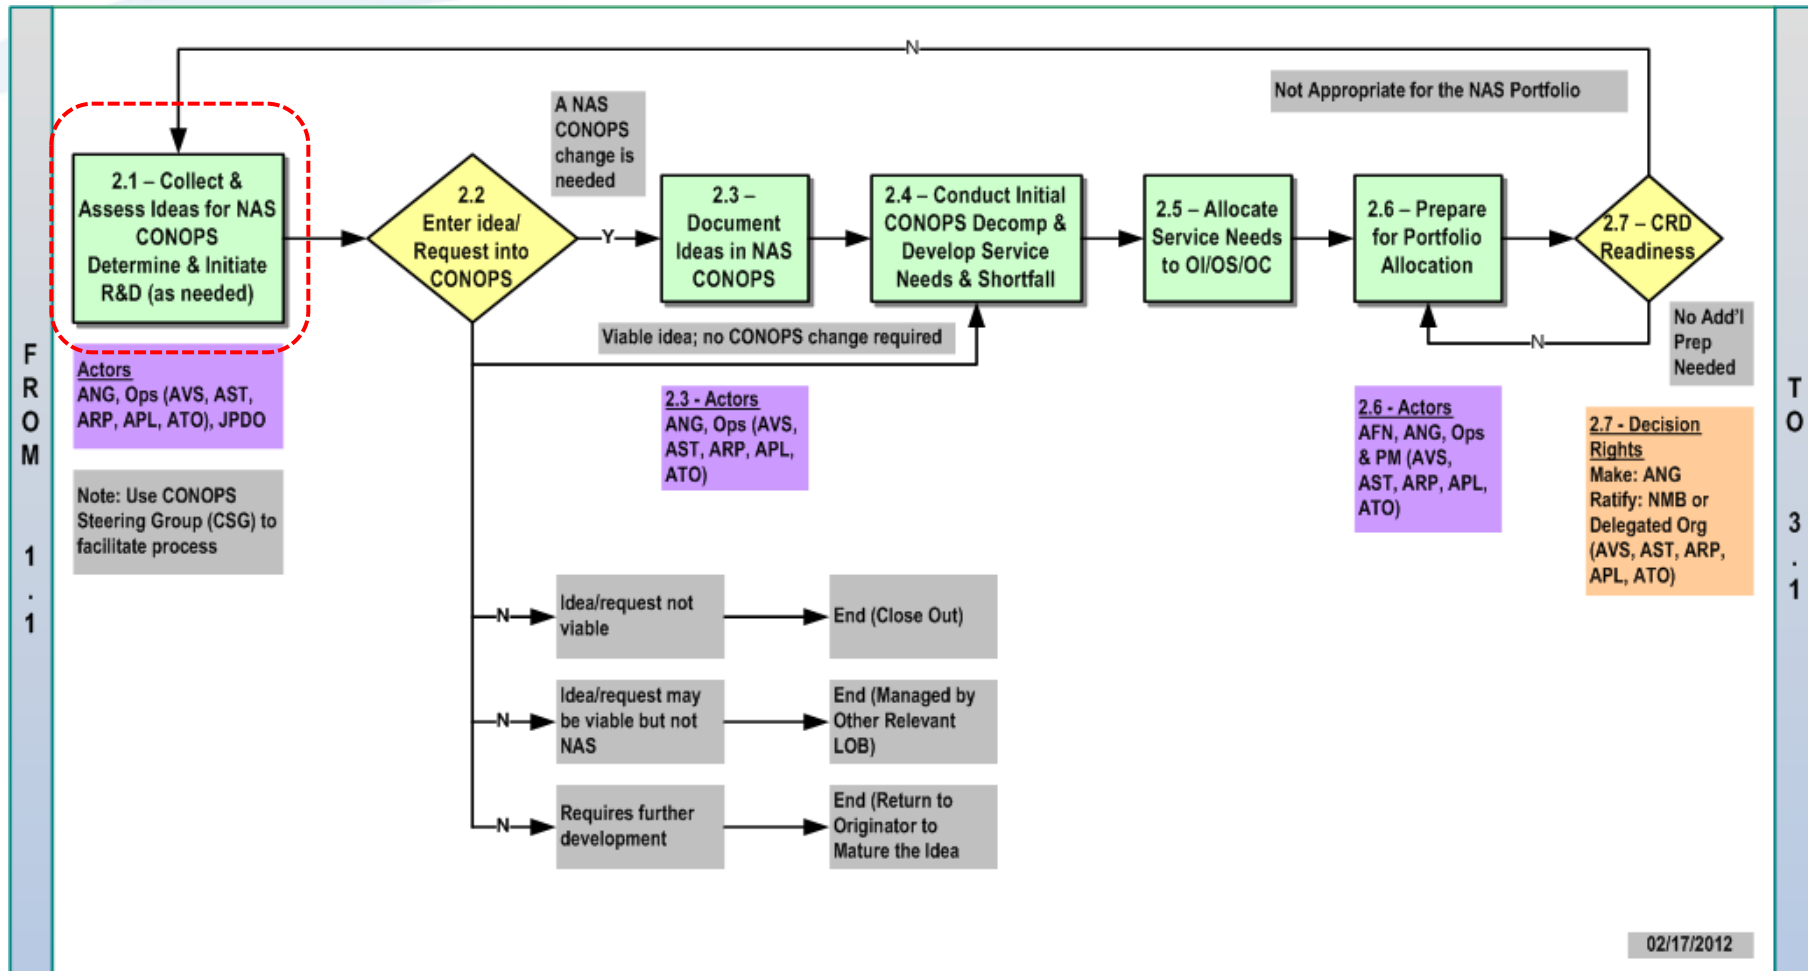 N
Not Appropriate for the NAS Portfolio
A NAS
CONOPS
change is
needed
2.1 – Collect &
Assess Ideas for NAS
CONOPS
Determine & Initiate
R&D (as needed)
2.2
Enter idea/
Request into
CONOPS
Y
2.3 –
Document
Ideas in NAS
CONOPS
2.4 – Conduct Initial
CONOPS Decomp &
Develop Service
Needs & Shortfall
2.5 – Allocate
Service Needs
to OI/OS/OC
2.6 – Prepare
for Portfolio
Allocation
2.7 – CRD
Readiness
N
No Add'l
Prep
Needed
Viable idea; no CONOPS change required
Actors
ANG, Ops (AVS, AST,
ARP, APL, ATO), JPDO
Note: Use CONOPS
Steering Group (CSG) to
facilitate process
2.3 - Actors
ANG, Ops (AVS,
AST, ARP, APL,
ATO)
2.6 - Actors
AFN, ANG, Ops
& PM (AVS,
AST, ARP, APL,
ATO)
2.7 - Decision
Rights
Make: ANG
Ratify: NMB or
Delegated Org
(AVS, AST, ARP,
APL, ATO)
FROM 1.1
TO 3.1
N
Idea/request not
viable
End (Close Out)
N
Idea/request may
be viable but not
NAS
End (Managed by
Other Relevant
LOB)
N
Requires further
development
End (Return to
Originator to
Mature the Idea
02/17/2012